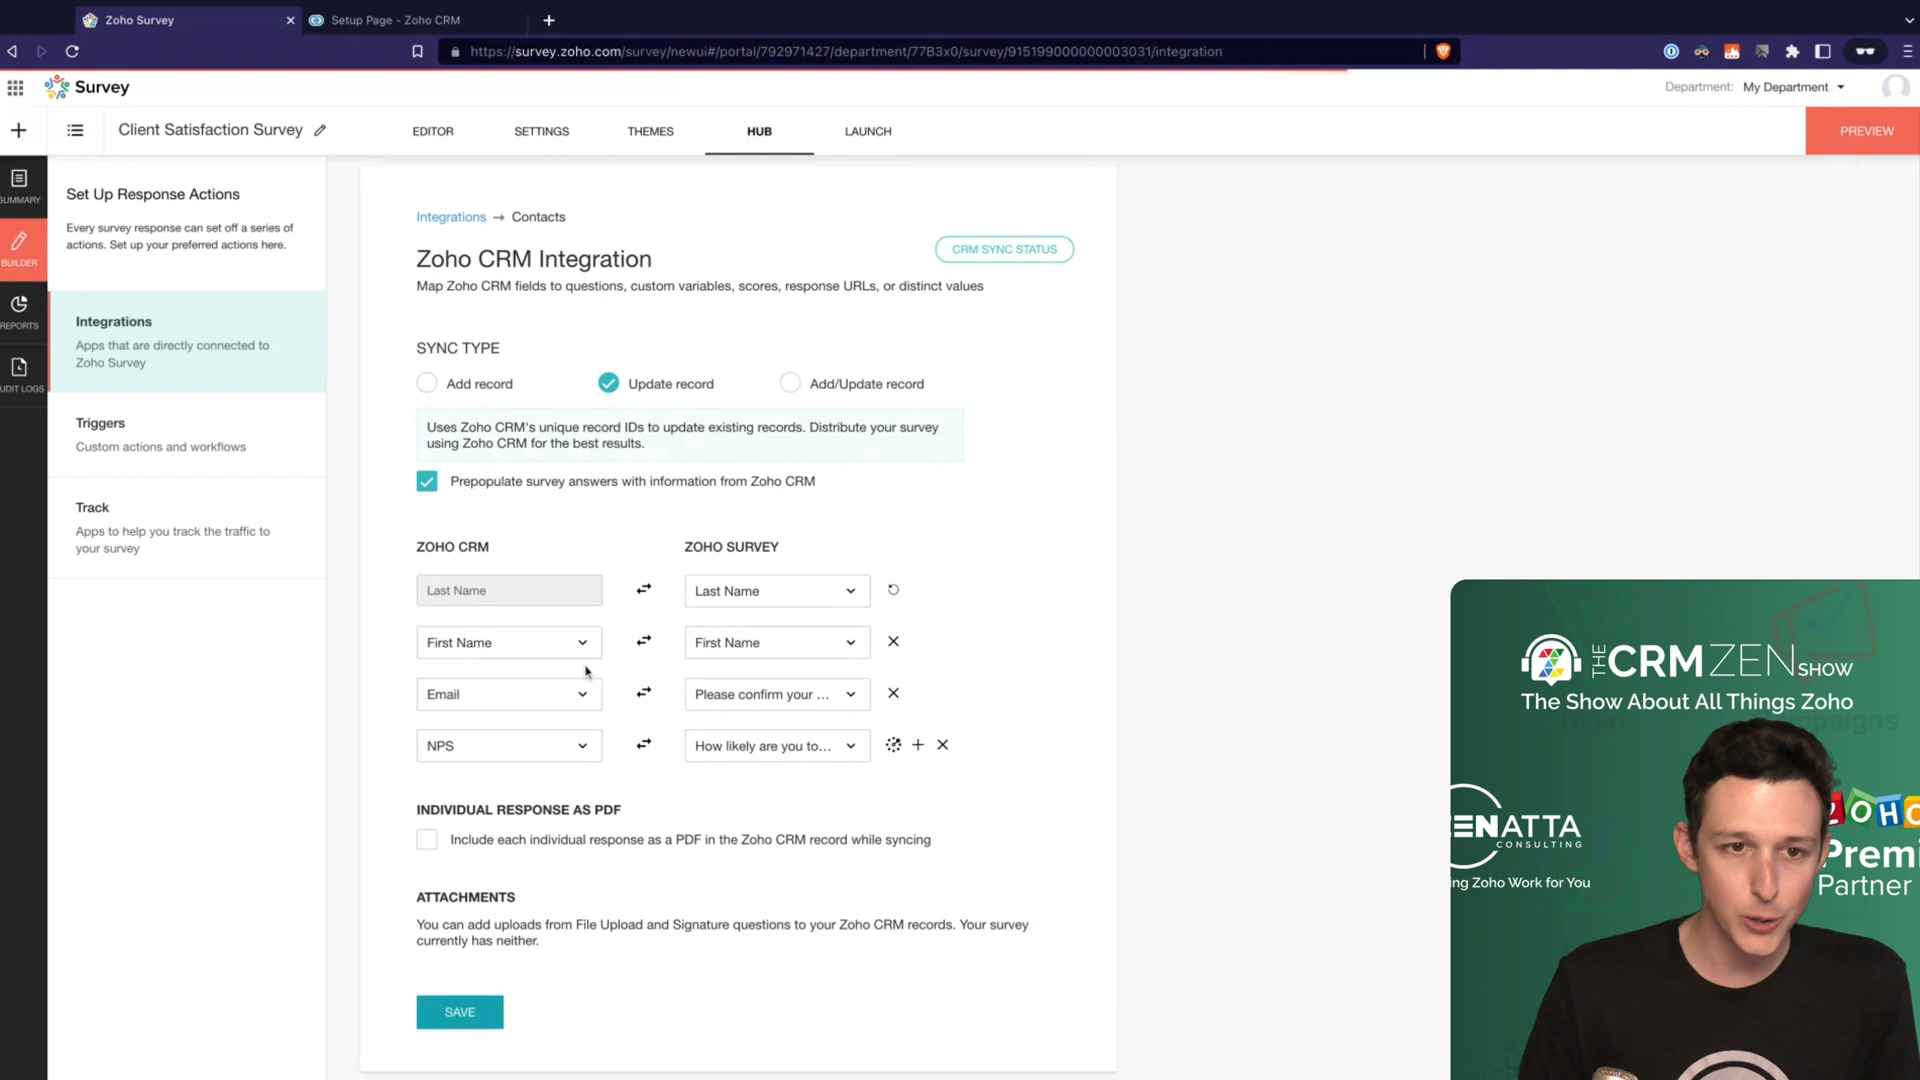 Zoho Survey
Setup Page - Zoho CRM
https://survey.zoho.com/survey/newui#/portal/792971427/department/77B3x0/survey/915199000000003031/integration
Survey
Department: My Department
Client Satisfaction Survey
EDITOR
SETTINGS
THEMES
HUB
LAUNCH
PREVIEW
SUMMARY
BUILDER
REPORTS
UDIT LOGS
Set Up Response Actions
Every survey response can set off a series of
actions. Set up your preferred actions here.
Integrations
Apps that are directly connected to
Zoho Survey
Triggers
Custom actions and workflows
Track
Apps to help you track the traffic to
your survey
Integrations → Contacts
Zoho CRM Integration
CRM SYNC STATUS
Map Zoho CRM fields to questions, custom variables, scores, response URLs, or distinct values
SYNC TYPE
Add record
Update record
Add/Update record
Uses Zoho CRM's unique record IDs to update existing records. Distribute your survey
using Zoho CRM for the best results.
Prepopulate survey answers with information from Zoho CRM
ZOHO CRM
ZOHO SURVEY
Last Name
Last Name
First Name
First Name
Email
Please confirm your ...
NPS
How likely are you to...
INDIVIDUAL RESPONSE AS PDF
Include each individual response as a PDF in the Zoho CRM record while syncing
ATTACHMENTS
You can add uploads from File Upload and Signature questions to your Zoho CRM records. Your survey
currently has neither.
SAVE
THE CRMZEN SHOW
The Show About All Things Zoho
ENATTA
CONSULTING
ng Zoho Work for You
ZOHO
Premi
Partner